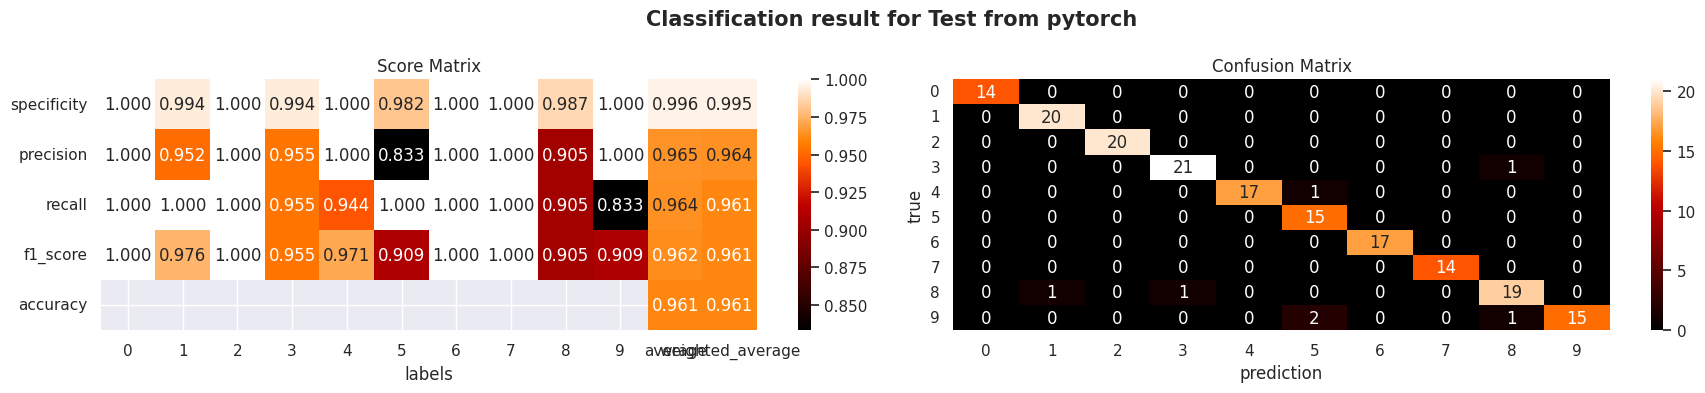 Classification result for Test from pytorch
Score Matrix
specificity 1.000 0.994 1.000 0.994 1.000 0.982 1.000 1.000 0.987 1.000 0.996 0.995
precision 1.000 0.952 1.000 0.955 1.000 0.833 1.000 1.000 0.905 1.000 0.965 0.964
recall 1.000 1.000 1.000 0.955 0.944 1.000 1.000 1.000 0.905 0.833 0.964 0.961
f1_score 1.000 0.976 1.000 0.955 0.971 0.909 1.000 1.000 0.905 0.909 0.962 0.961
accuracy 0.961 0.961
0 1 2 3 4 5 6 7 8 9 average weighted_average
labels
1.000
0.975
0.950
0.925
0.900
0.875
0.850
Confusion Matrix
true
0 14 0 0 0 0 0 0 0 0 0
1 0 20 0 0 0 0 0 0 0 0
2 0 0 20 0 0 0 0 0 0 0
3 0 0 0 21 0 0 0 0 1 0
4 0 0 0 0 17 1 0 0 0 0
5 0 0 0 0 0 15 0 0 0 0
6 0 0 0 0 0 0 17 0 0 0
7 0 0 0 0 0 0 0 14 0 0
8 0 1 0 1 0 0 0 0 19 0
9 0 0 0 0 0 2 0 0 1 15
0 1 2 3 4 5 6 7 8 9
prediction
20
15
10
5
0